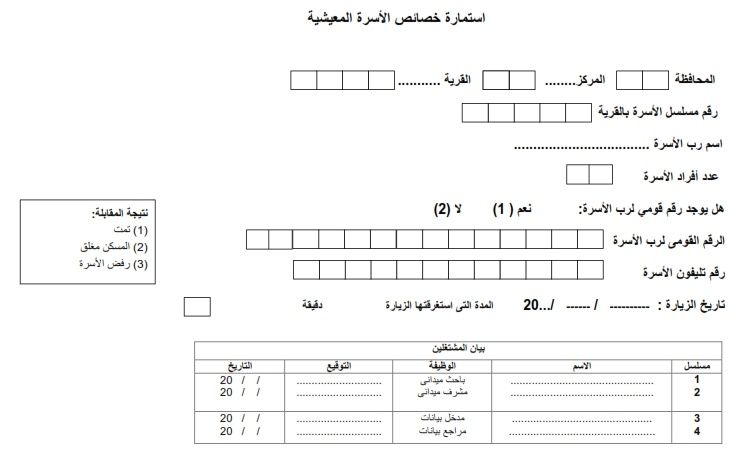 استمارة خصائص الأسرة المعيشية
المحافظة المركز........ القرية ...........
رقم مسلسل الأسرة بالقرية
اسم رب الأسرة .................................
عدد أفراد الأسرة
هل يوجد رقم قومي لرب الأسرة: نعم ( 1) لا (2)
الرقم القومى لرب الأسرة
رقم تليفون الأسرة
تاريخ الزيارة : ---------- / ------ /...20 المدة التى استغرقتها الزيارة دقيقة
نتيجة المقابلة:
(1) تمت
(2) المسكن مغلق
(3) رفض الأسرة
بيان المشتغلين
مسلسل الاسم الوظيفة التوقيع التاريخ
1 ................................................ باحث ميدانى ............................ / / 20
2 ................................................ مشرف ميدانى ............................ / / 20
3 ................................................ مدخل بيانات ............................ / / 20
4 ................................................ مراجع بيانات ............................ / / 20